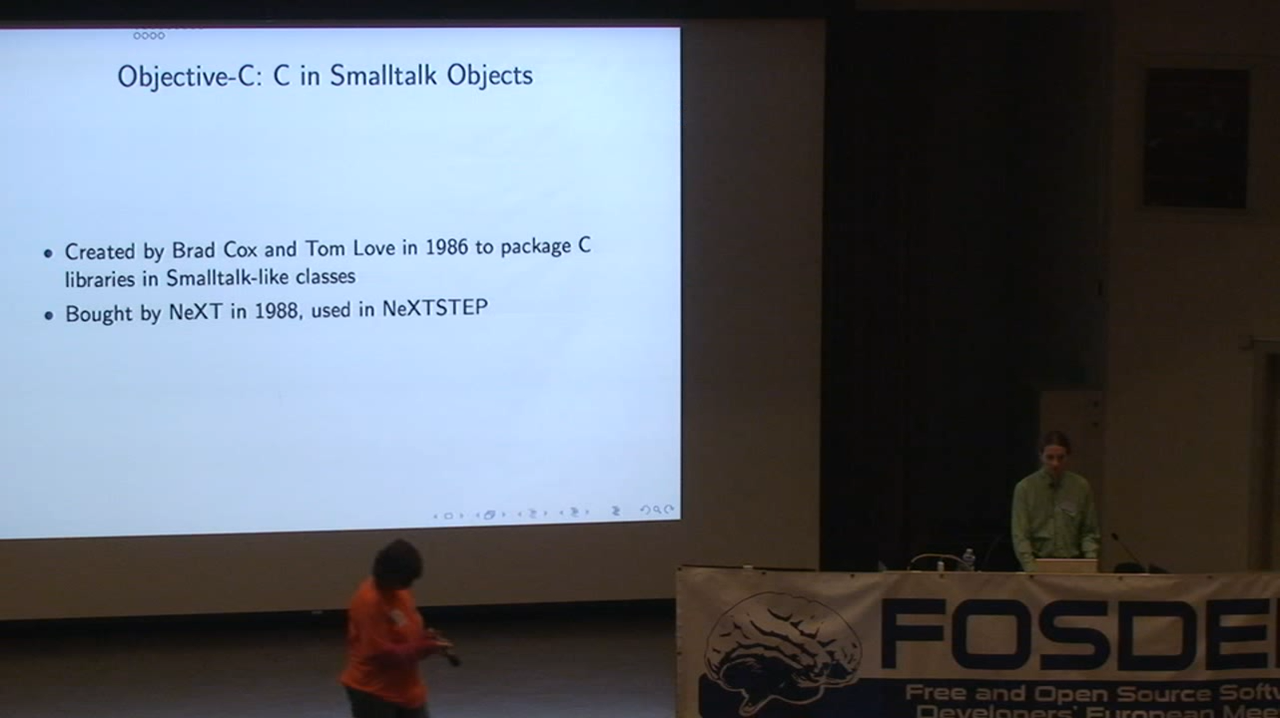 Objective-C: C in Smalltalk Objects
Created by Brad Cox and Tom Love in 1986 to package C
libraries in Smalltalk-like classes
Bought by NeXT in 1988, used in NeXTSTEP
FOSDE
Free and Open Source Softw
Developers' European Mee